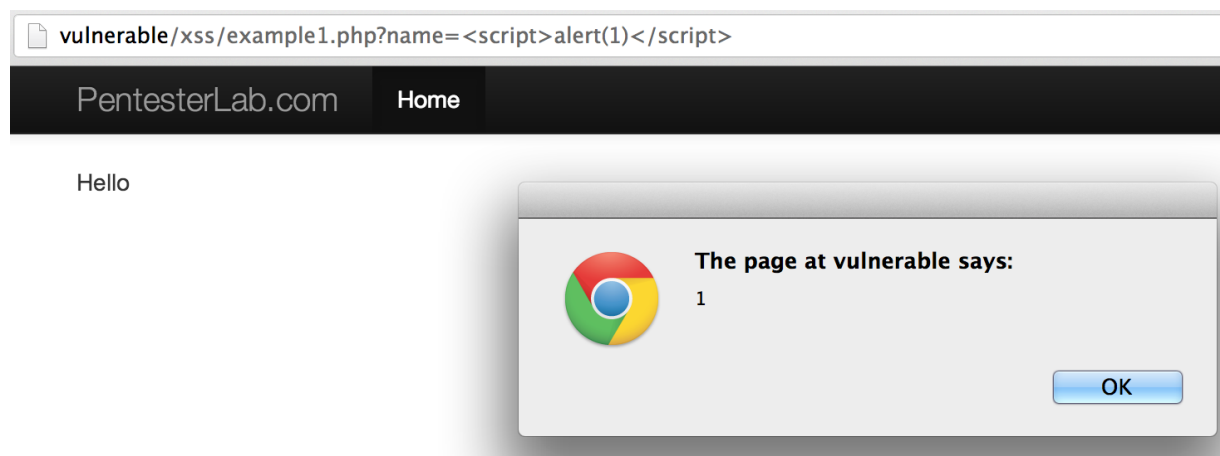 vulnerable/xss/example1.php?name=<script>alert(1)</script>
PentesterLab.com Home
Hello
The page at vulnerable says:
1
OK